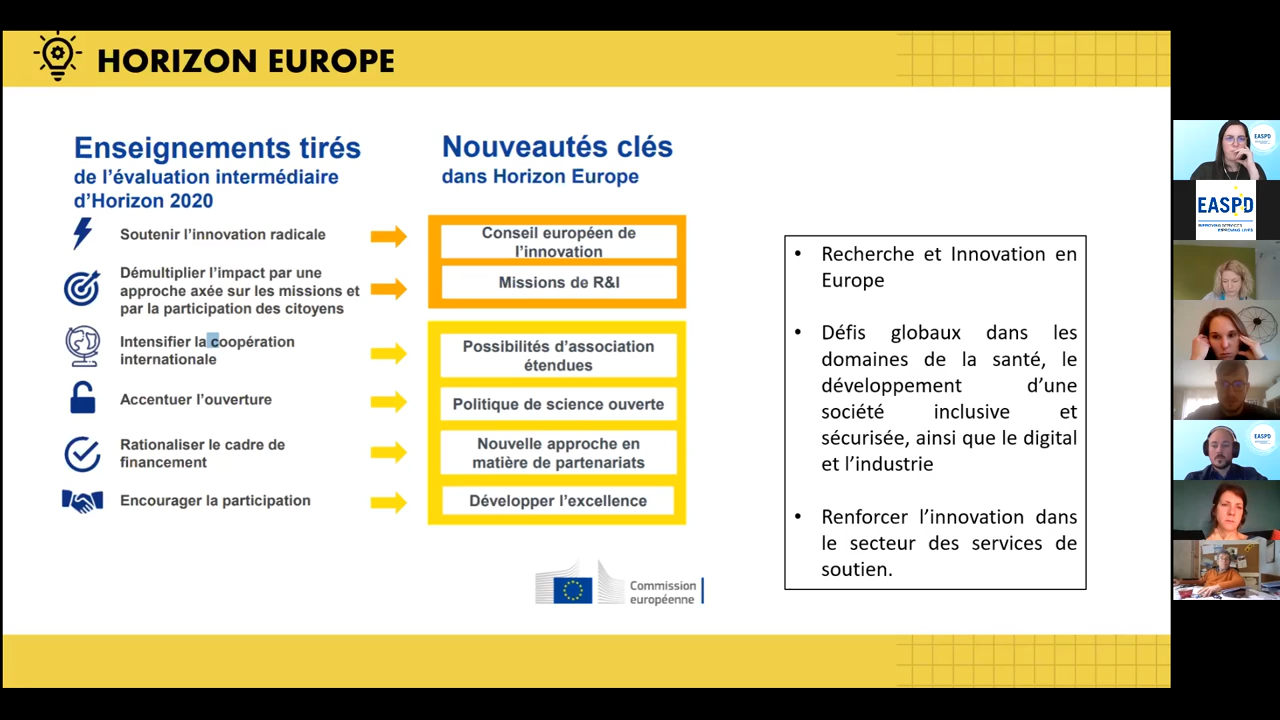 HORIZON EUROPE
Enseignements tirés
de l'évaluation intermédiaire
d'Horizon 2020
Soutenir l'innovation radicale
Démultiplier l'impact par une
approche axée sur les missions et
par la participation des citoyens
Intensifier la coopération
internationale
Accentuer l'ouverture
Rationaliser le cadre de
financement
Encourager la participation
Nouveautés clés
dans Horizon Europe
Conseil européen de
l'innovation
Missions de R&I
Possibilités d'association
étendues
Politique de science ouverte
Nouvelle approche en
matière de partenariats
Développer l'excellence
Commission
européenne
• Recherche et Innovation en
Europe
• Défis globaux dans les
domaines de la santé, le
développement d'une
société inclusive et
sécurisée, ainsi que le digital
et l'industrie
• Renforcer l'innovation dans
le secteur des services de
soutien.
EASPD
EASPD
IMPROVING SERVICES
IMPROVING LIVES
EASPD